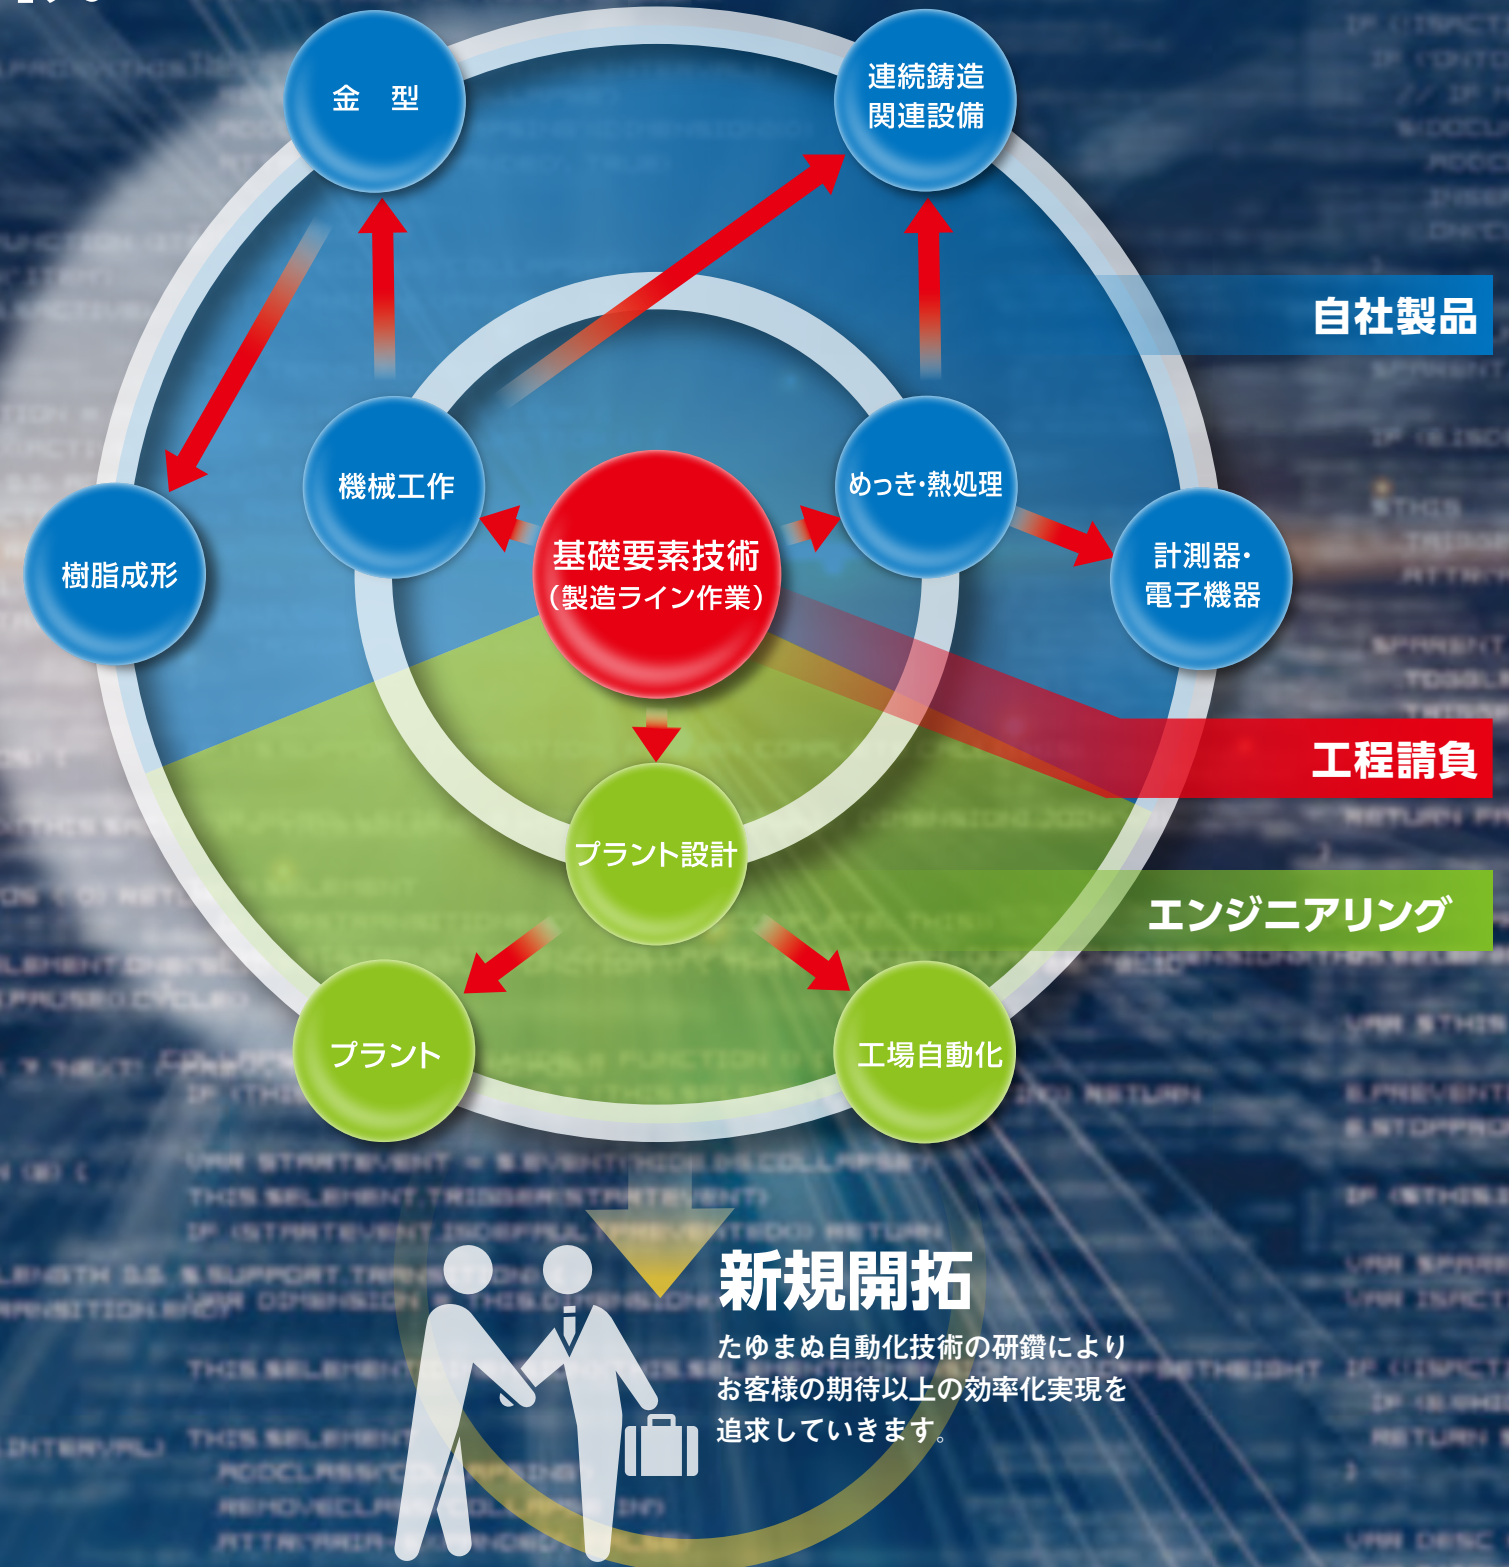 金　型
連続鋳造
関連設備
自社製品
機械工作
めっき・熱処理
基礎要素技術
（製造ライン作業）
樹脂成形
計測器・
電子機器
工程請負
プラント設計
エンジニアリング
プラント
工場自動化
新規開拓
たゆまぬ自動化技術の研鑽により
お客様の期待以上の効率化実現を
追求していきます。